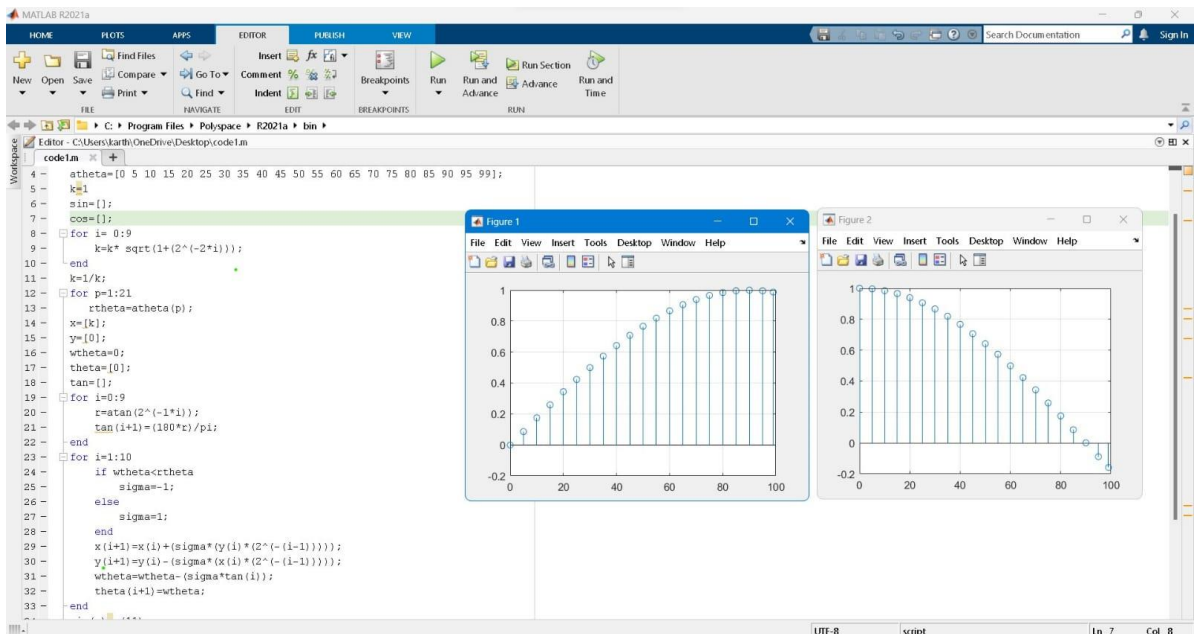 MATLAB R2021a
HOME PLOTS APPS EDITOR PUBLISH VIEW
Search Documentation
Sign In
New Open Save
Find Files
Compare
Print
Go To
Find
Insert fx
Comment %
Indent
Breakpoints
Run
Run and Advance
Run Section
Advance
Run and Time
FILE NAVIGATE EDIT BREAKPOINTS RUN
C: Program Files Polyspace R2021a bin
Workspace
Editor - C:\Users\karth\OneDrive\Desktop\code1.m
code1.m
4 - atheta=[0 5 10 15 20 25 30 35 40 45 50 55 60 65 70 75 80 85 90 95 99];
5 - k=1
6 - sin=[];
7 - cos=[];
8 - for i= 0:9
9 - k=k* sqrt(1+(2^(-2*i)));
10 - end
11 - k=1/k;
12 - for p=1:21
13 - rtheta=atheta(p);
14 - x=[k];
15 - y=[0];
16 - wtheta=0;
17 - theta=[0];
18 - tan=[];
19 - for i=0:9
20 - r=atan(2^(-1*i));
21 - tan(i+1)=(180*r)/pi;
22 - end
23 - for i=1:10
24 - if wtheta<rtheta
25 - sigma=-1;
26 - else
27 - sigma=1;
28 - end
29 - x(i+1)=x(i)+(sigma*(y(i)*(2^(-(i-1)))));
30 - y(i+1)=y(i)-(sigma*(x(i)*(2^(-(i-1)))));
31 - wtheta=wtheta-(sigma*tan(i));
32 - theta(i+1)=wtheta;
33 - end
Figure 1
File Edit View Insert Tools Desktop Window Help
1
0.8
0.6
0.4
0.2
0
-0.2
0 20 40 60 80 100
Figure 2
File Edit View Insert Tools Desktop Window Help
1
0.8
0.6
0.4
0.2
0
-0.2
0 20 40 60 80 100
UTF-8 script Ln 7 Col 8